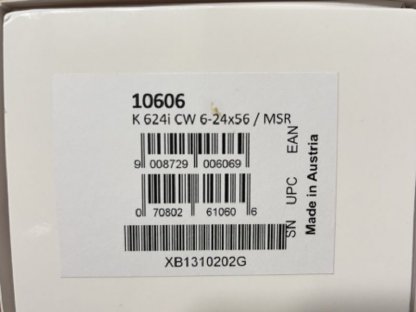 10606
K 624i CW 6-24x56 / MSR
9 008729 006069
EAN
0 70802 61060 6
UPC
SN
XB1310202G
Made in Austria